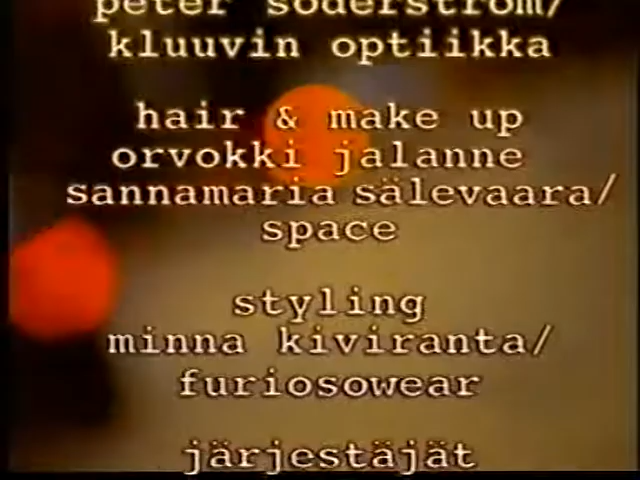 peter söderström/
kluuvin optiikka
hair & make up
orvokki jalanne
sannamaria sälevaara/
space
styling
minna kiviranta/
furiosowear
järjestäjät